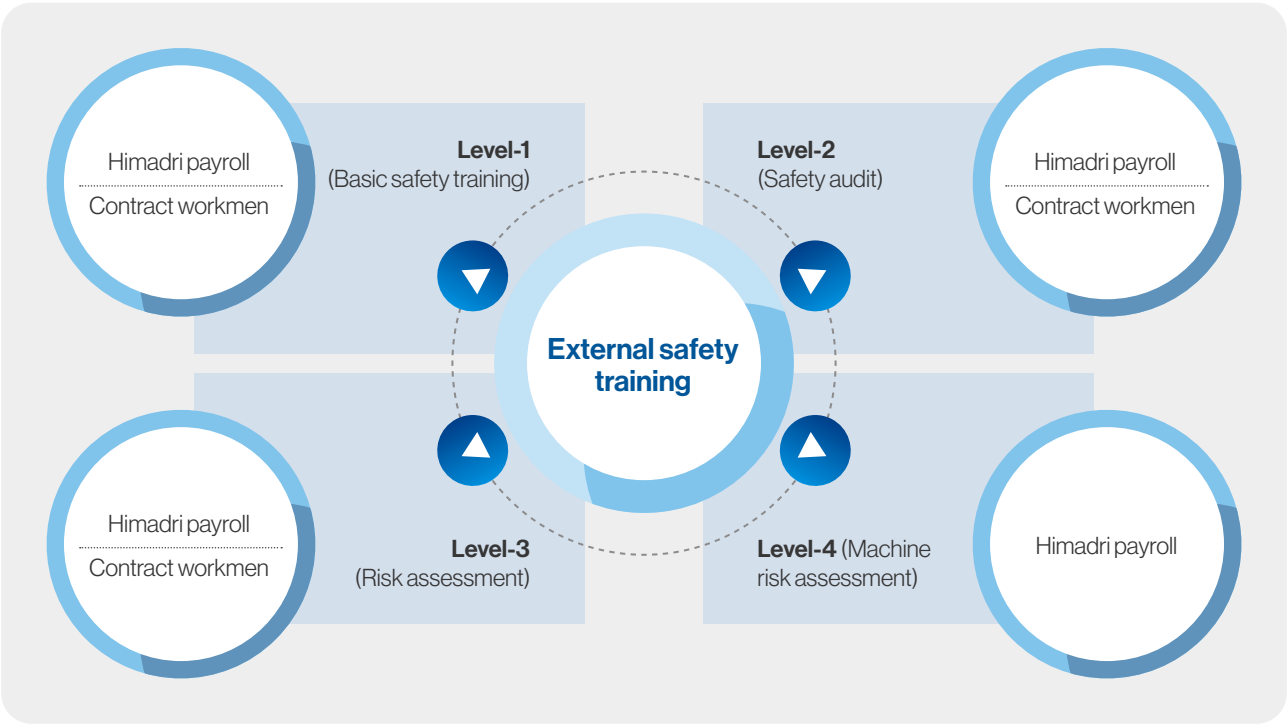 Himadri payroll
Contract workmen
Level-1
(Basic safety training)
Level-2
(Safety audit)
Himadri payroll
Contract workmen
External safety
training
Himadri payroll
Contract workmen
Level-3
(Risk assessment)
Level-4 (Machine
risk assessment)
Himadri payroll